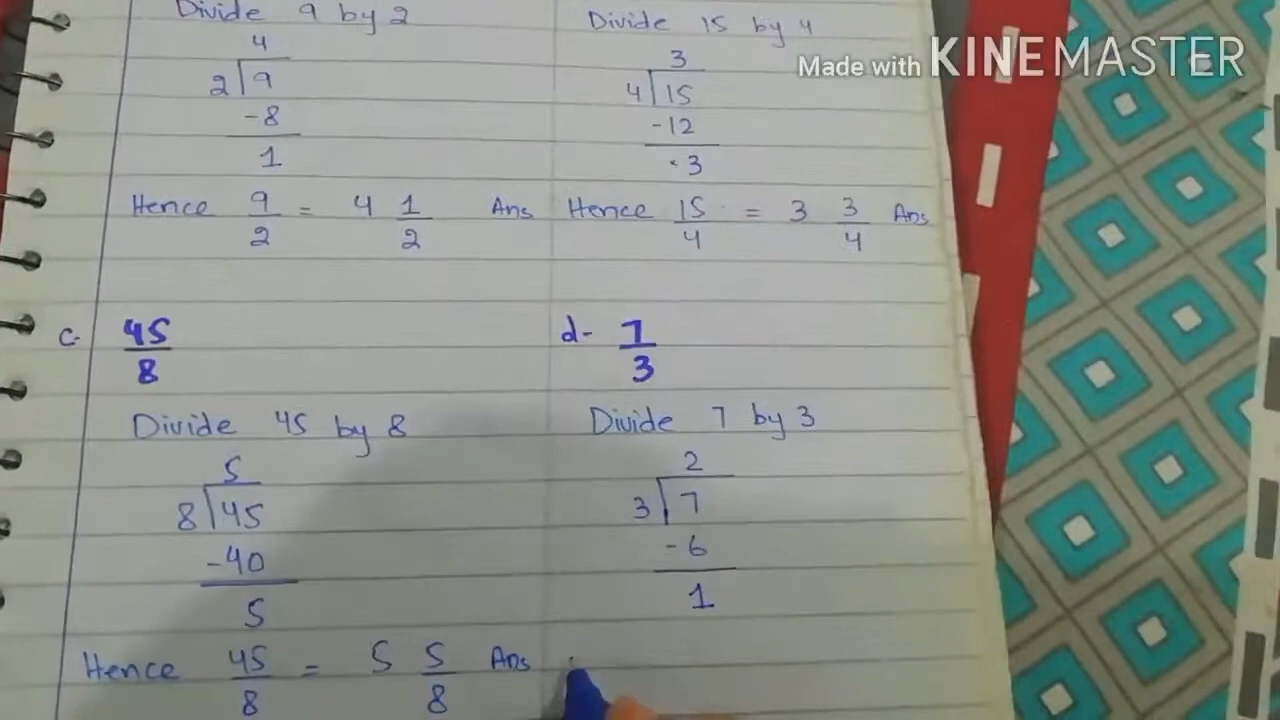 Divide 9 by 2
4
2 9
-8
1
Hence 9/2 = 4 1/2 Ans
Divide 15 by 4
3
4 15
-12
3
Hence 15/4 = 3 3/4 Ans
c. 45/8
Divide 45 by 8
5
8 45
-40
5
Hence 45/8 = 5 5/8 Ans
d- 7/3
Divide 7 by 3
2
3 7
-6
1
Made with KINEMASTER